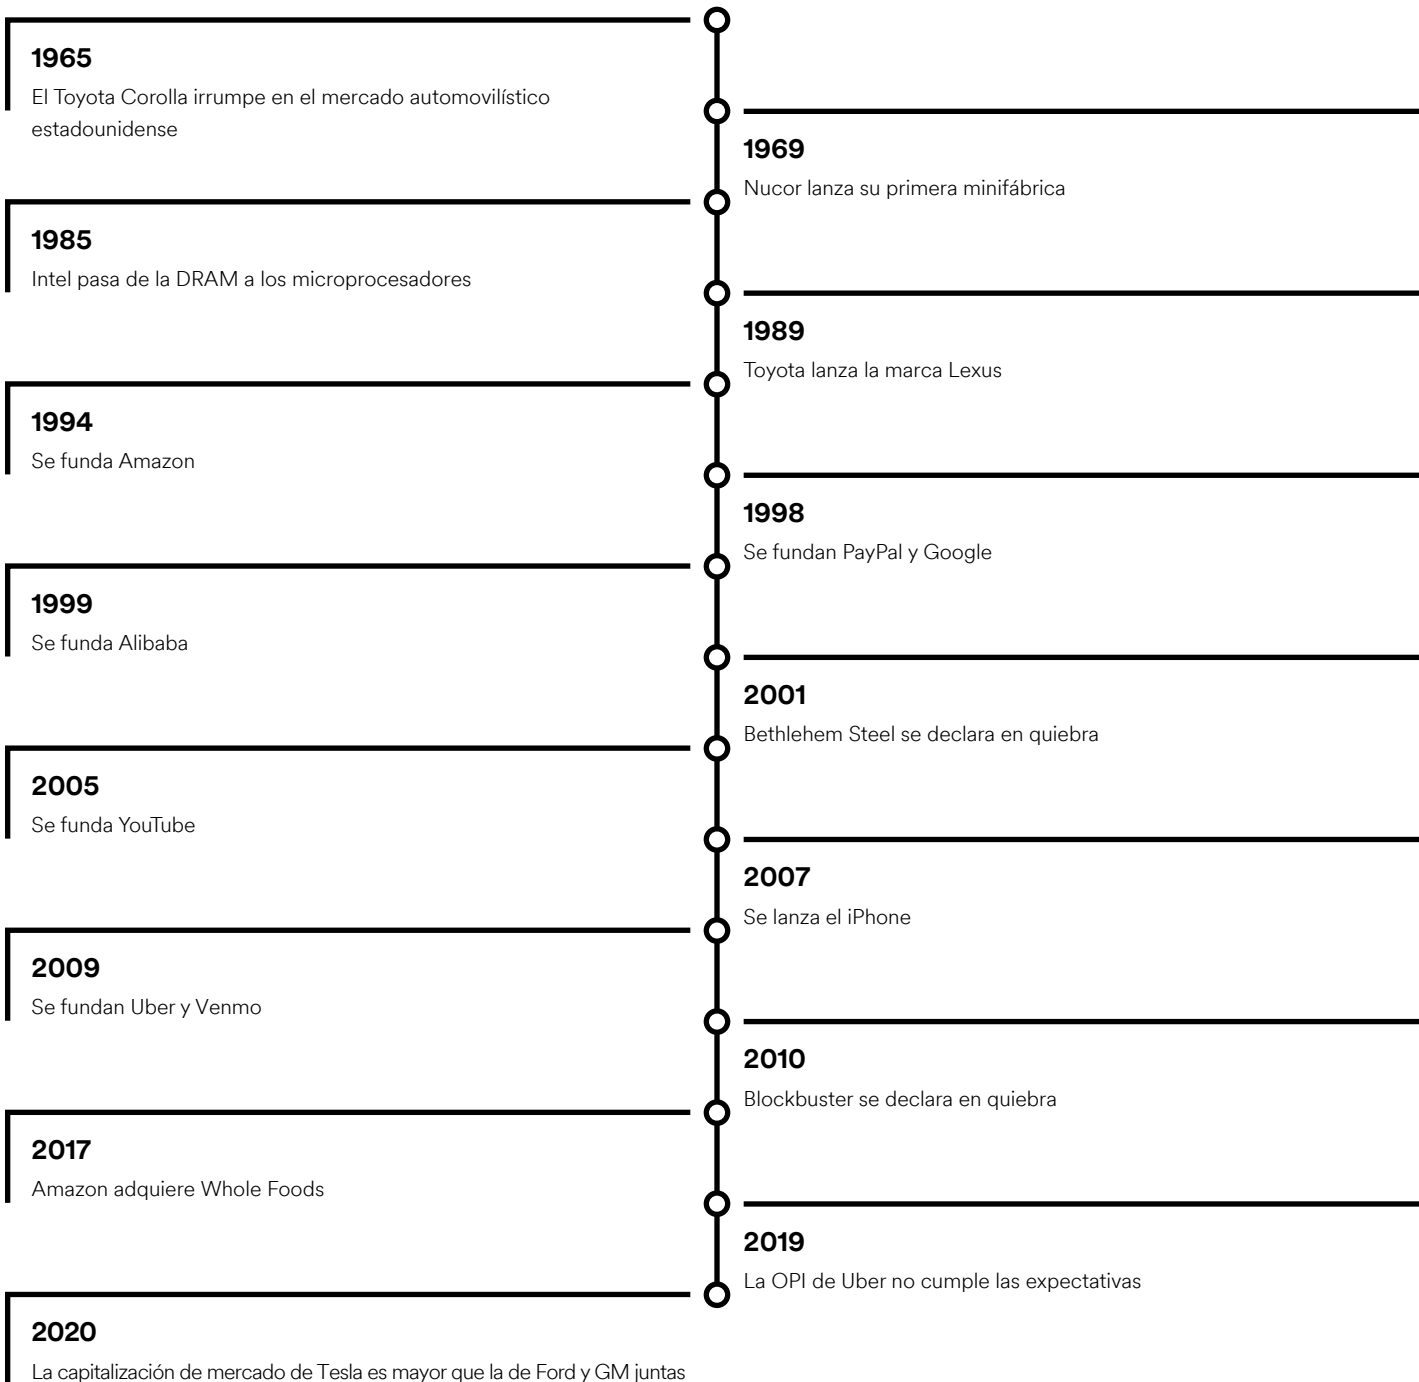 1965
El Toyota Corolla irrumpe en el mercado automovilístico
estadounidense
1969
Nucor lanza su primera minifábrica
1985
Intel pasa de la DRAM a los microprocesadores
1989
Toyota lanza la marca Lexus
1994
Se funda Amazon
1998
Se fundan PayPal y Google
1999
Se funda Alibaba
2001
Bethlehem Steel se declara en quiebra
2005
Se funda YouTube
2007
Se lanza el iPhone
2009
Se fundan Uber y Venmo
2010
Blockbuster se declara en quiebra
2017
Amazon adquiere Whole Foods
2019
La OPI de Uber no cumple las expectativas
2020
La capitalización de mercado de Tesla es mayor que la de Ford y GM juntas